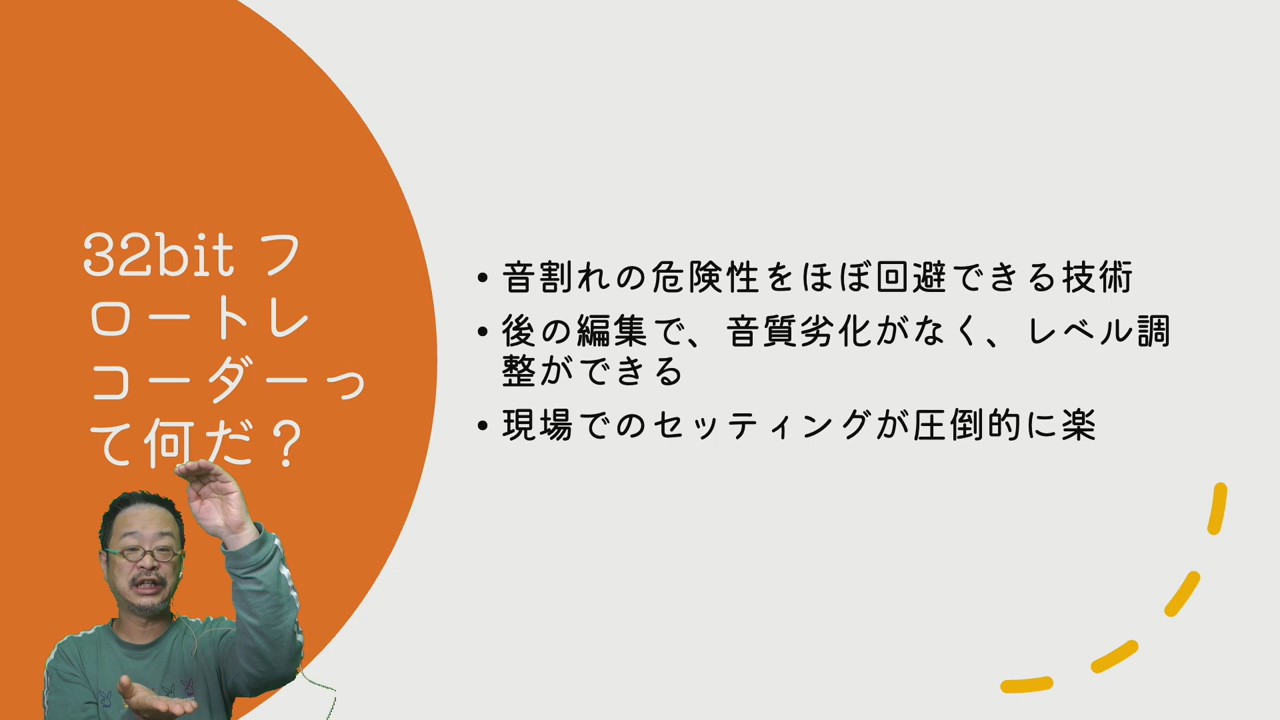 32bit フ
ロートレ
コーダーっ
て何だ？
• 音割れの危険性をほぼ回避できる技術
• 後の編集で、音質劣化がなく、レベル調
整ができる
• 現場でのセッティングが圧倒的に楽